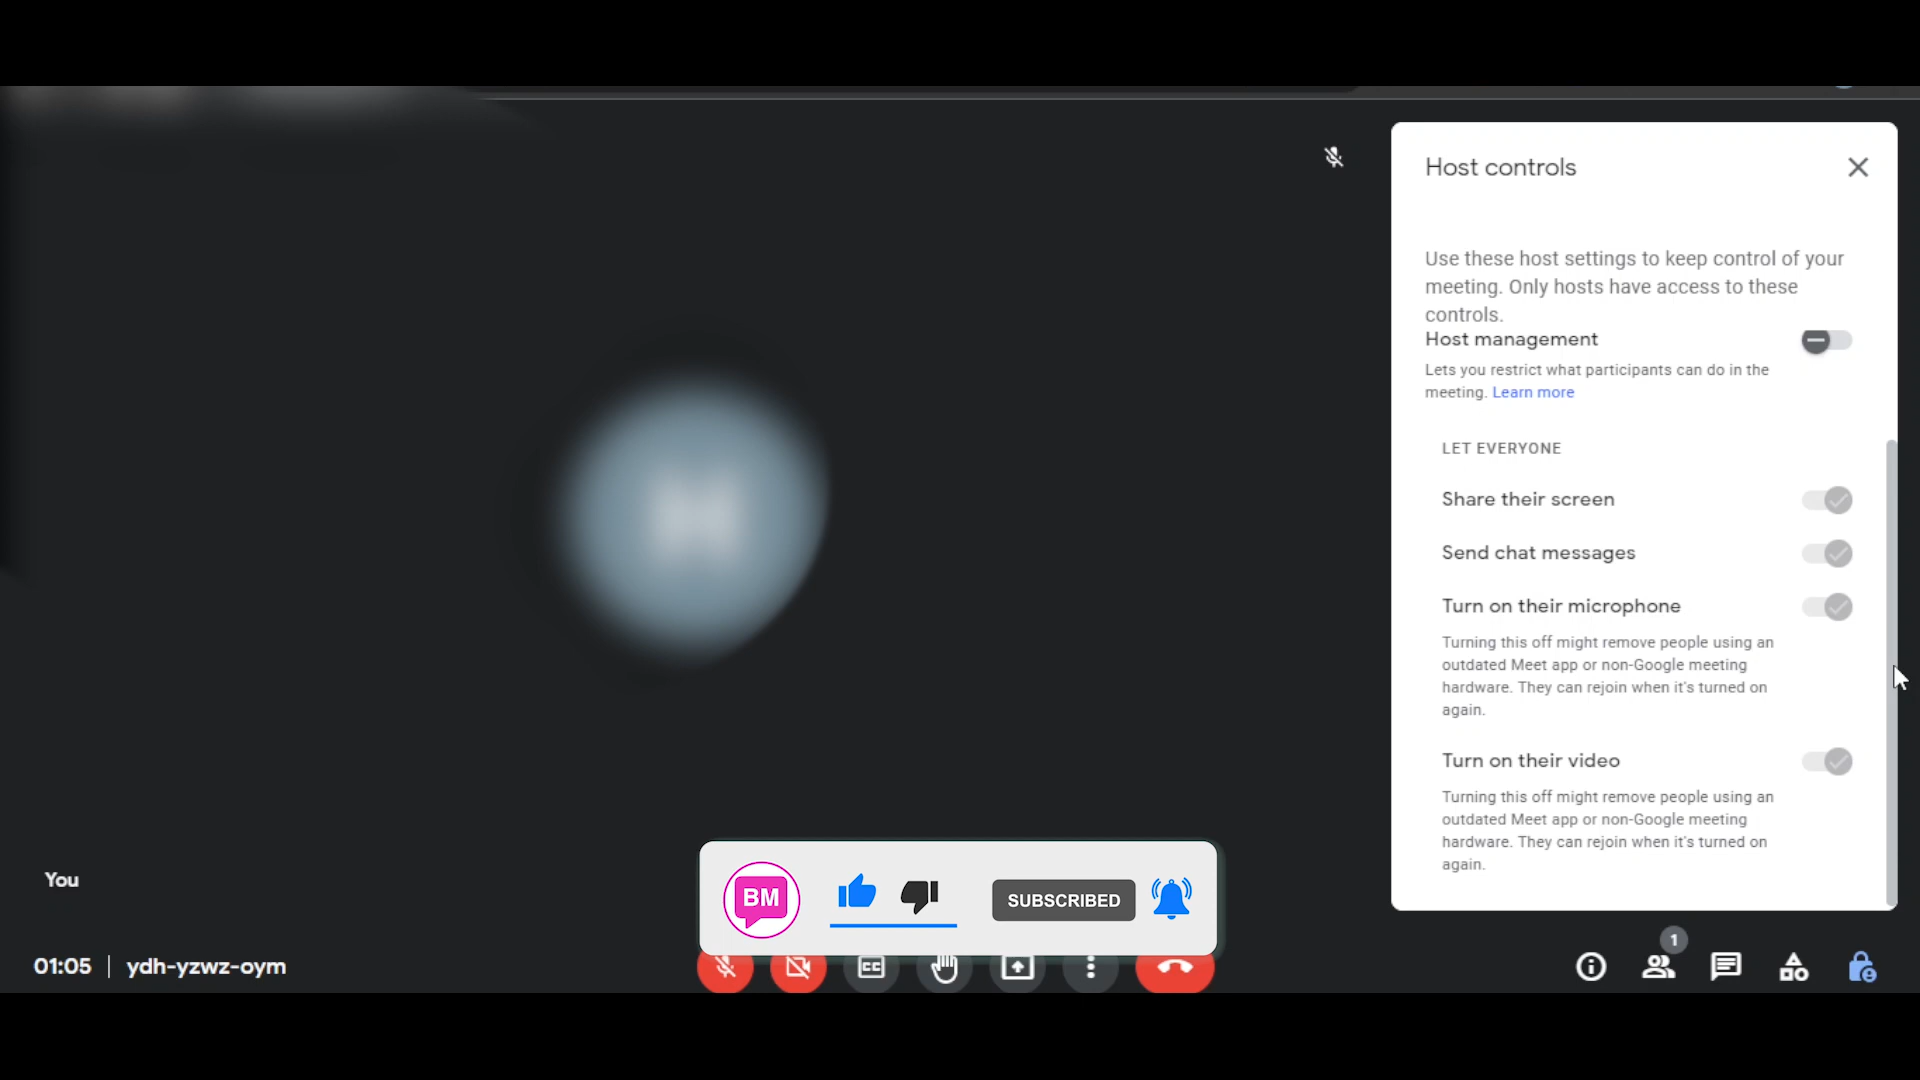 Host controls
Use these host settings to keep control of your
meeting. Only hosts have access to these
controls.
Host management
Lets you restrict what participants can do in the
meeting. Learn more
LET EVERYONE
Share their screen
Send chat messages
Turn on their microphone
Turning this off might remove people using an
outdated Meet app or non-Google meeting
hardware. They can rejoin when it's turned on
again.
Turn on their video
Turning this off might remove people using an
outdated Meet app or non-Google meeting
hardware. They can rejoin when it's turned on
again.
You
BM
SUBSCRIBED
01:05 | ydh-yzwz-oym
CC
1